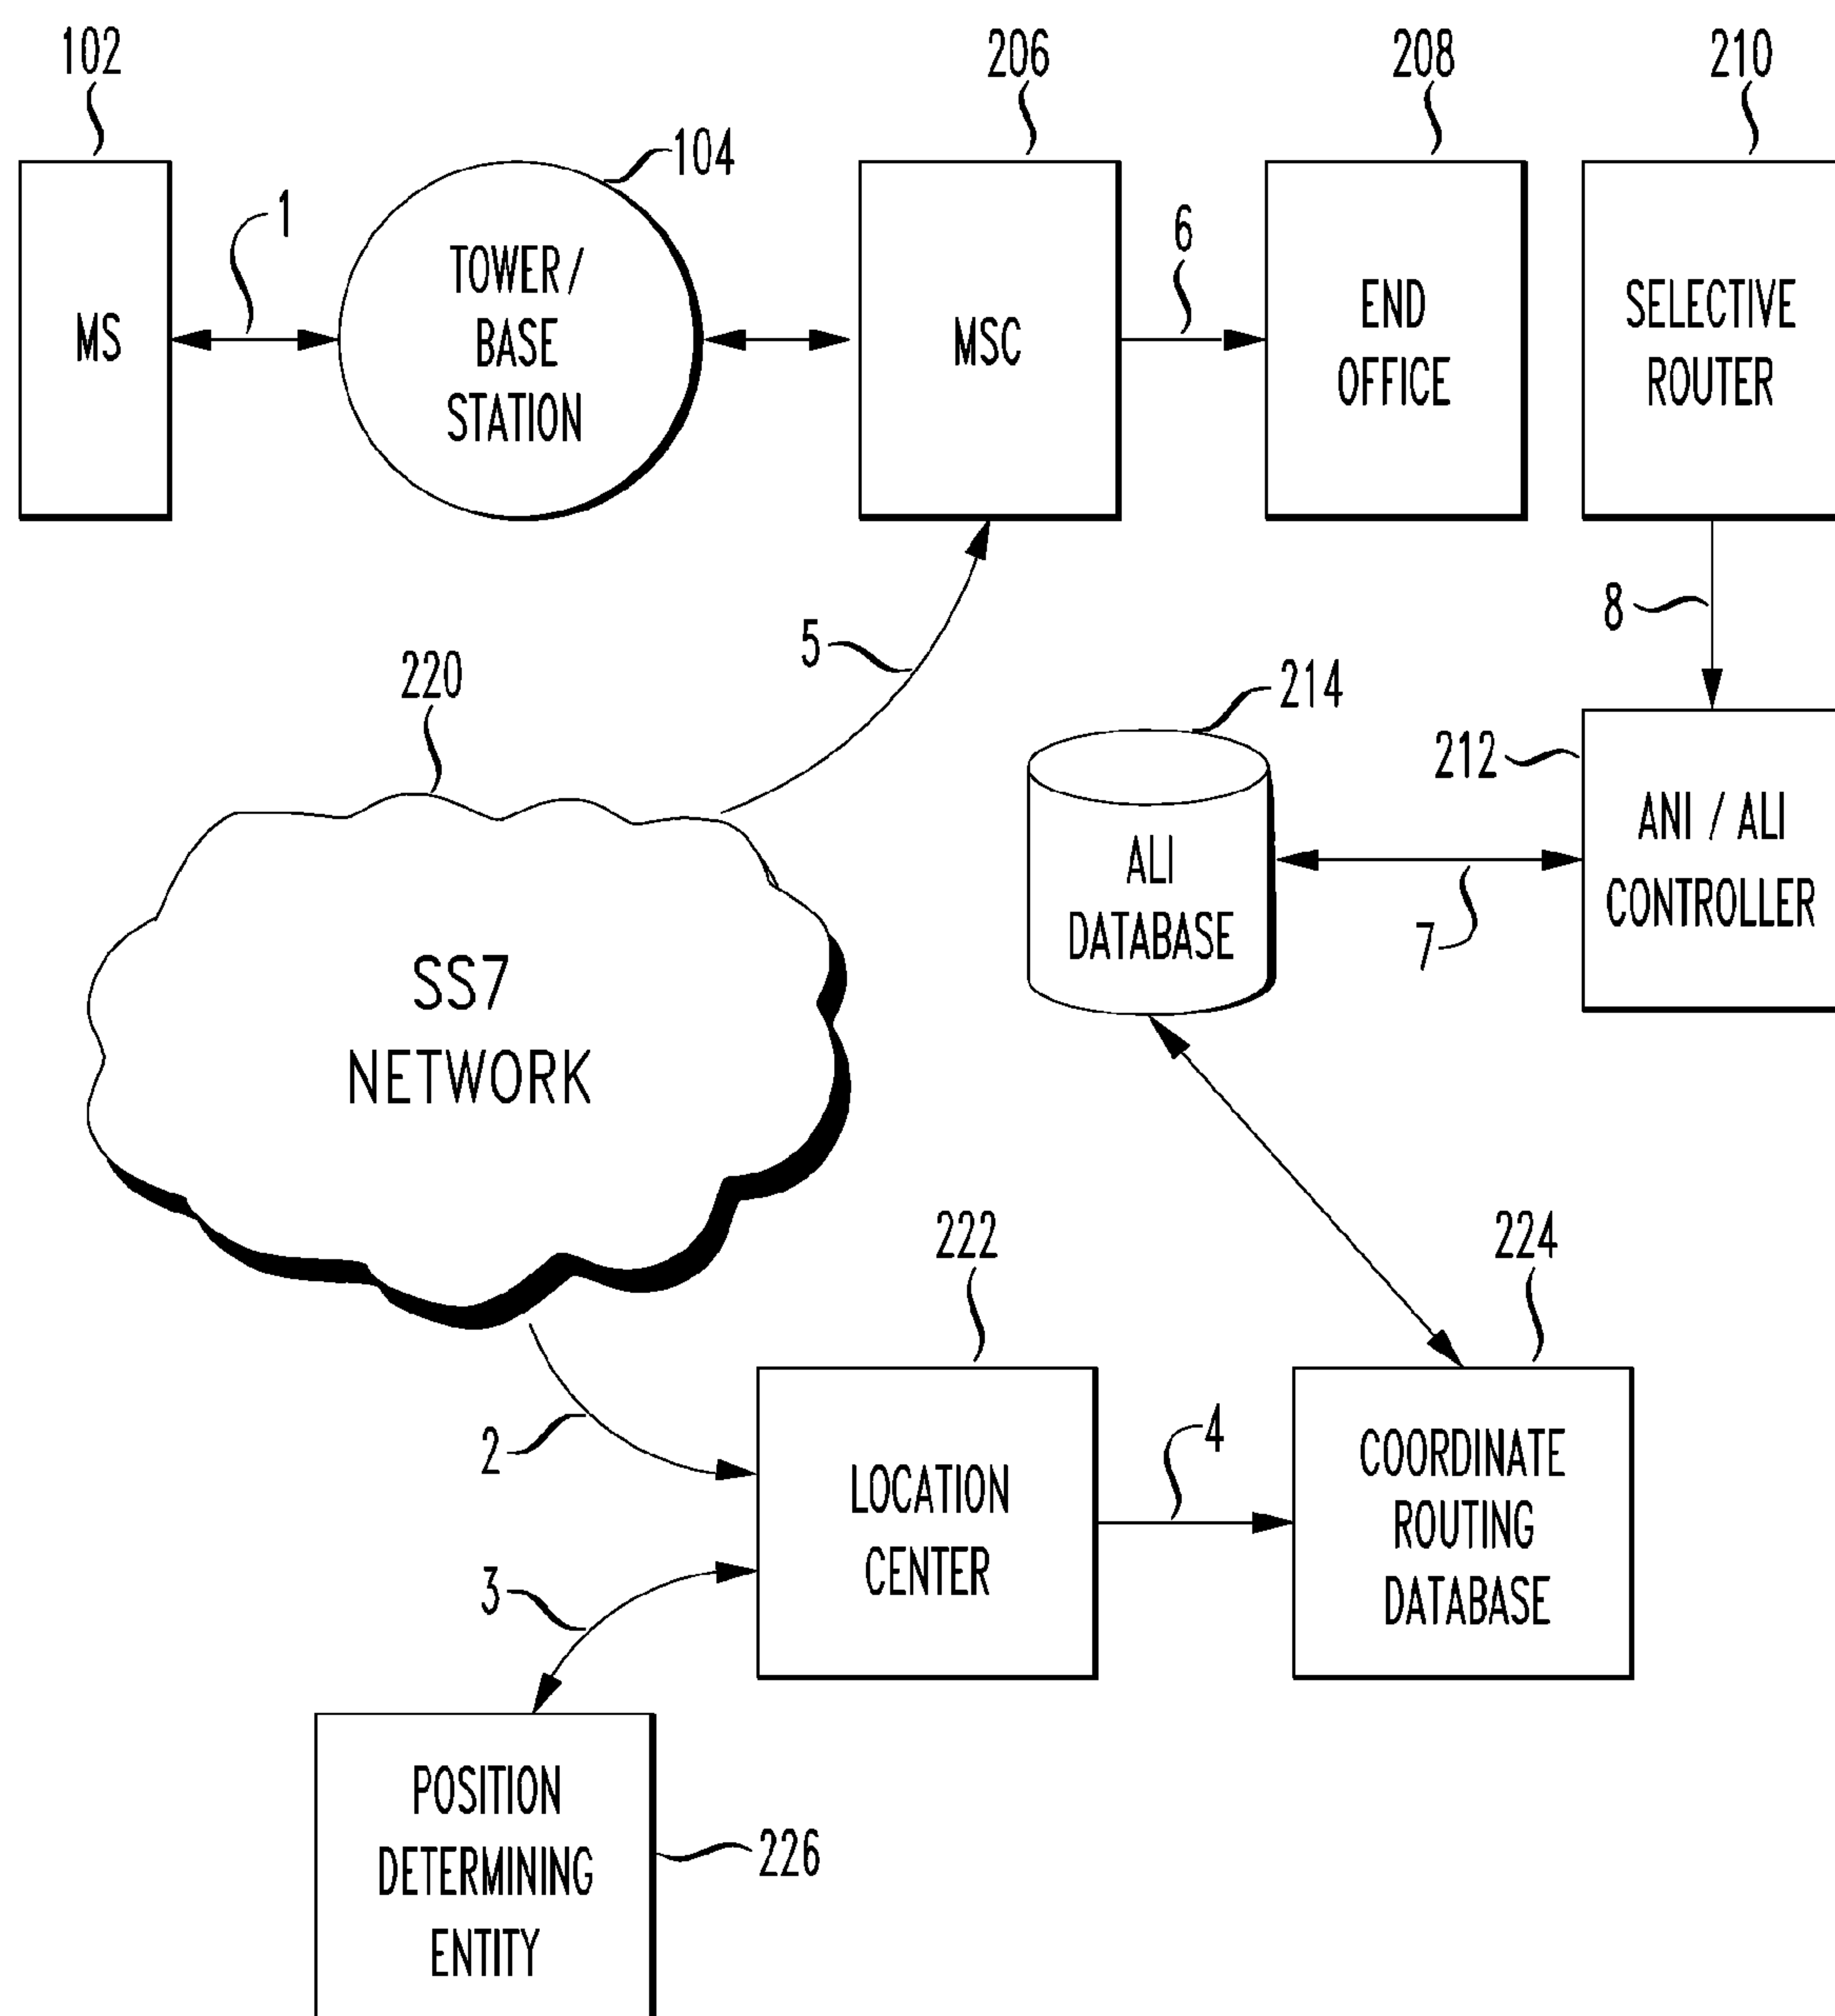 102
206
208
210
104
1
6
MS
TOWER /
BASE
STATION
MSC
END
OFFICE
SELECTIVE
ROUTER
5
8
220
214
212
ANI / ALI
CONTROLLER
ALI
DATABASE
7
SS7
NETWORK
222
224
2
4
LOCATION
CENTER
COORDINATE
ROUTING
DATABASE
3
POSITION
DETERMINING
ENTITY
226